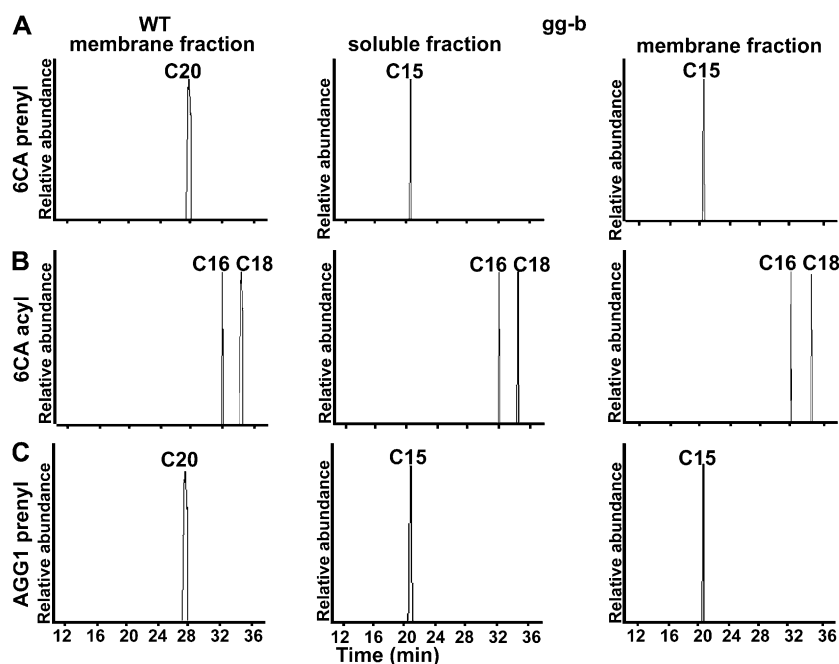 A
WT
membrane fraction
soluble fraction
gg-b
membrane fraction
6CA prenyl
Relative abundance
C20
Relative abundance
C15
Relative abundance
C15
B
6CA acyl
Relative abundance
C16 C18
Relative abundance
C16 C18
Relative abundance
C16 C18
C
AGG1 prenyl
Relative abundance
C20
Relative abundance
C15
Relative abundance
C15
12 16 20 24 28 32 36
12 16 20 24 28 32 36
12 16 20 24 28 32 36
Time (min)